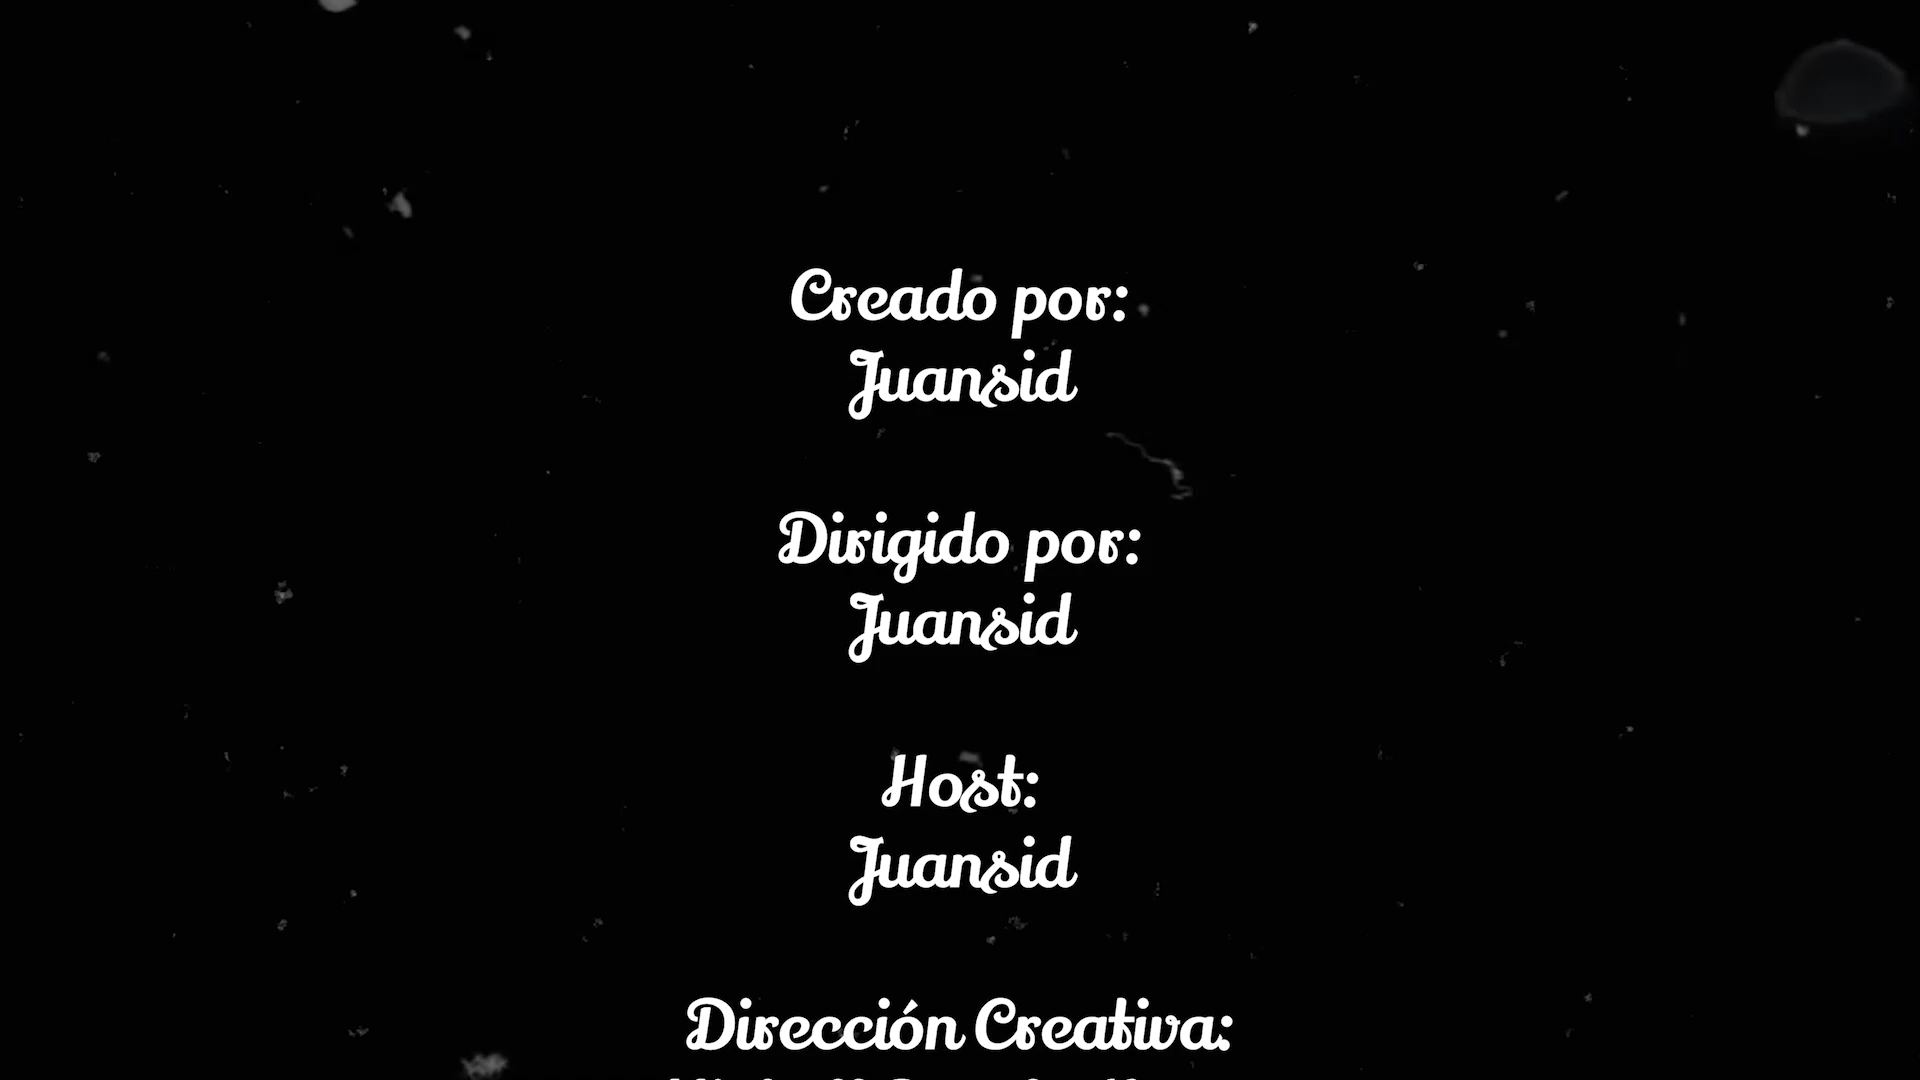 Creado por:
Juansid
Dirigido por:
Juansid
Host:
Juansid
Dirección Creativa: